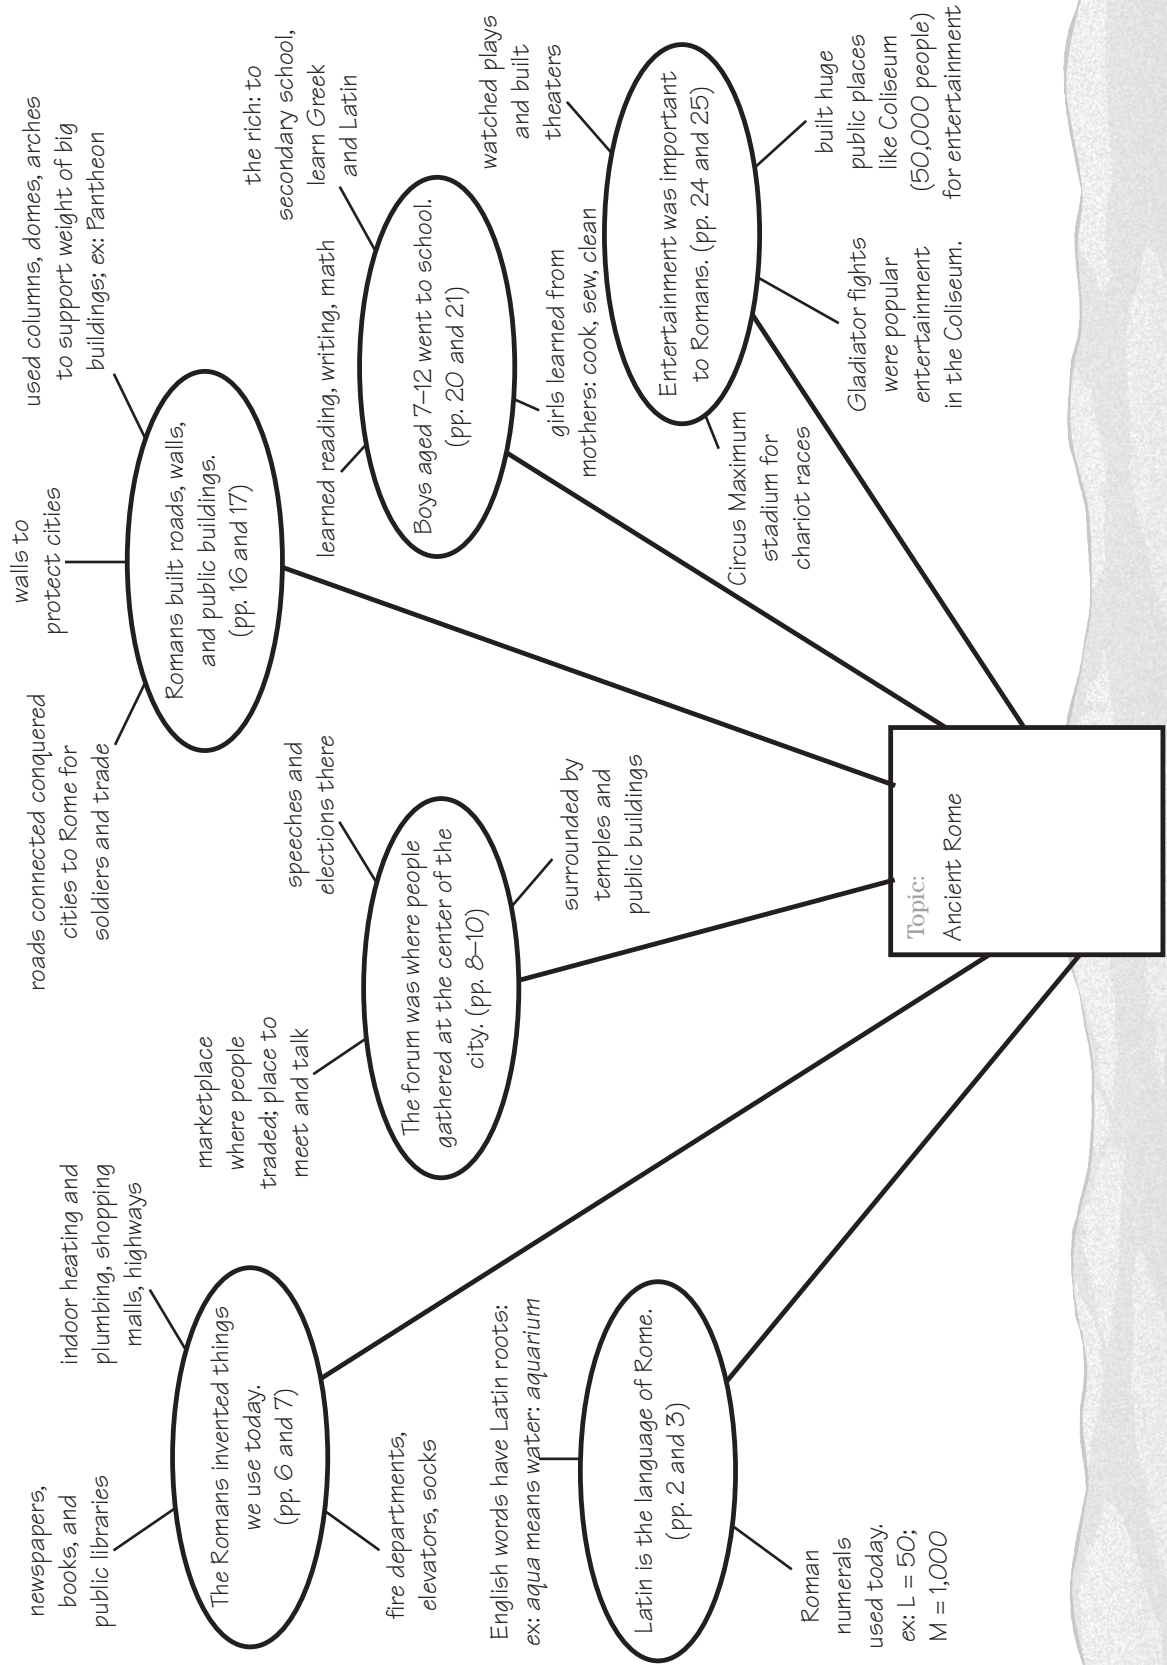 newspapers,
books, and
public libraries
indoor heating and
plumbing, shopping
malls, highways
The Romans invented things
we use today.
(pp. 6 and 7)
fire departments,
elevators, socks
English words have Latin roots:
ex: aqua means water: aquarium
Latin is the language of Rome.
(pp. 2 and 3)
Roman
numerals
used today.
ex: L = 50;
M = 1,000
marketplace
where people
traded; place to
meet and talk
speeches and
elections there
The forum was where people
gathered at the center of the
city. (pp. 8–10)
surrounded by
temples and
public buildings
roads connected conquered
cities to Rome for
soldiers and trade
walls to
protect cities
used columns, domes, arches
to support weight of big
buildings; ex: Pantheon
Romans built roads, walls,
and public buildings.
(pp. 16 and 17)
learned reading, writing, math
the rich: to
secondary school,
learn Greek
and Latin
Boys aged 7–12 went to school.
(pp. 20 and 21)
girls learned from
mothers: cook, sew, clean
watched plays
and built
theaters
Entertainment was important
to Romans. (pp. 24 and 25)
Circus Maximum
stadium for
chariot races
Gladiator fights
were popular
entertainment
in the Coliseum.
built huge
public places
like Coliseum
(50,000 people)
for entertainment
Topic:
Ancient Rome